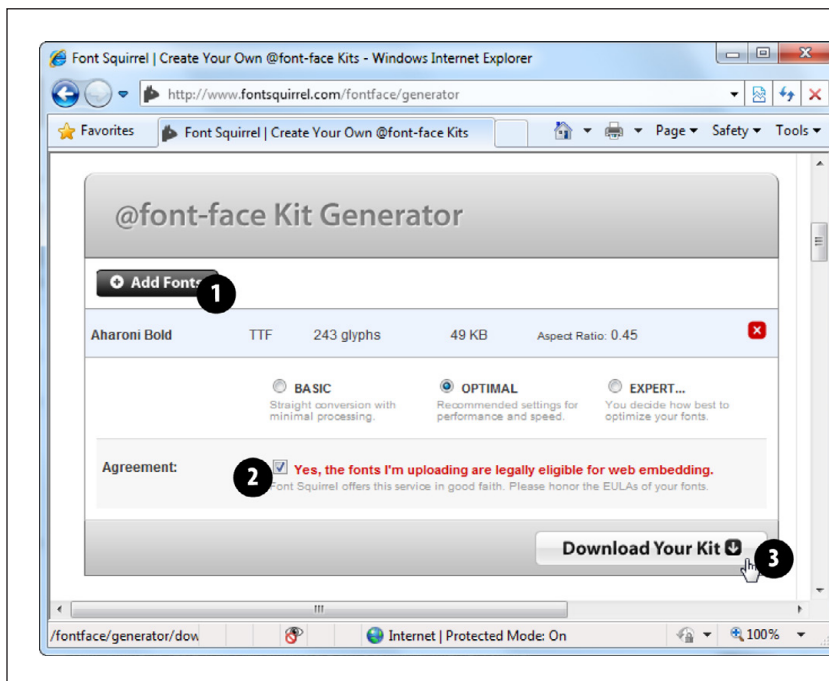 Font Squirrel | Create Your Own @font-face Kits - Windows Internet Explorer
http://www.fontsquirrel.com/fontface/generator
Favorites Font Squirrel | Create Your Own @font-face Kits Page Safety Tools
@font-face Kit Generator
Add Fonts 1
Aharoni Bold TTF 243 glyphs 49 KB Aspect Ratio: 0.45
BASIC OPTIMAL EXPERT...
Straight conversion with Recommended settings for You decide how best to
minimal processing. performance and speed. optimize your fonts.
Agreement: 2 Yes, the fonts I'm uploading are legally eligible for web embedding.
Font Squirrel offers this service in good faith. Please honor the EULAs of your fonts.
Download Your Kit 3
/fontface/generator/dow Internet | Protected Mode: On 100%